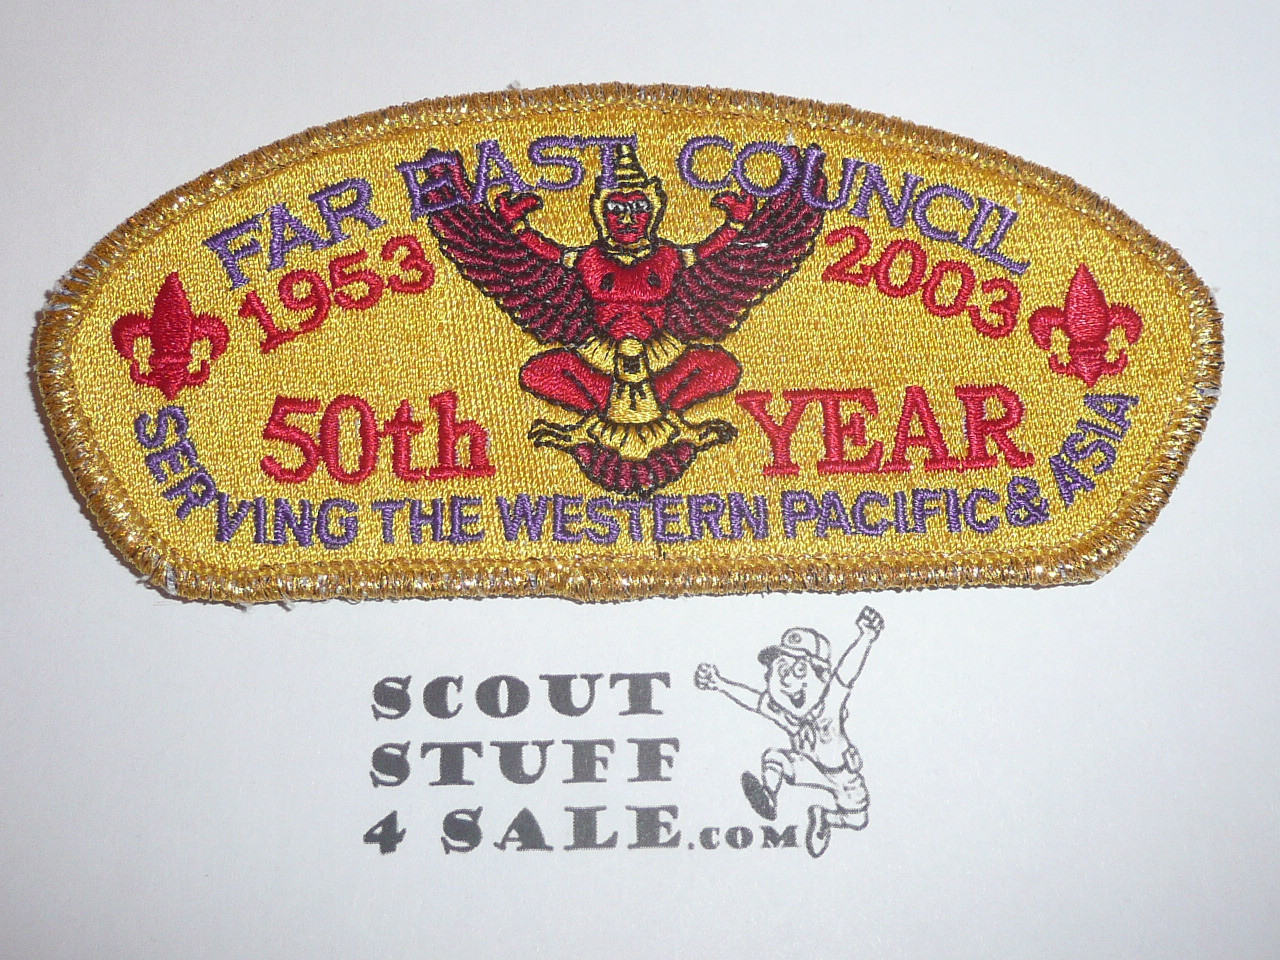 FAR EAST COUNCIL
1953 2003
50th YEAR
SERVING THE WESTERN PACIFIC & ASIA
SCOUT
STUFF
4 SALE.COM